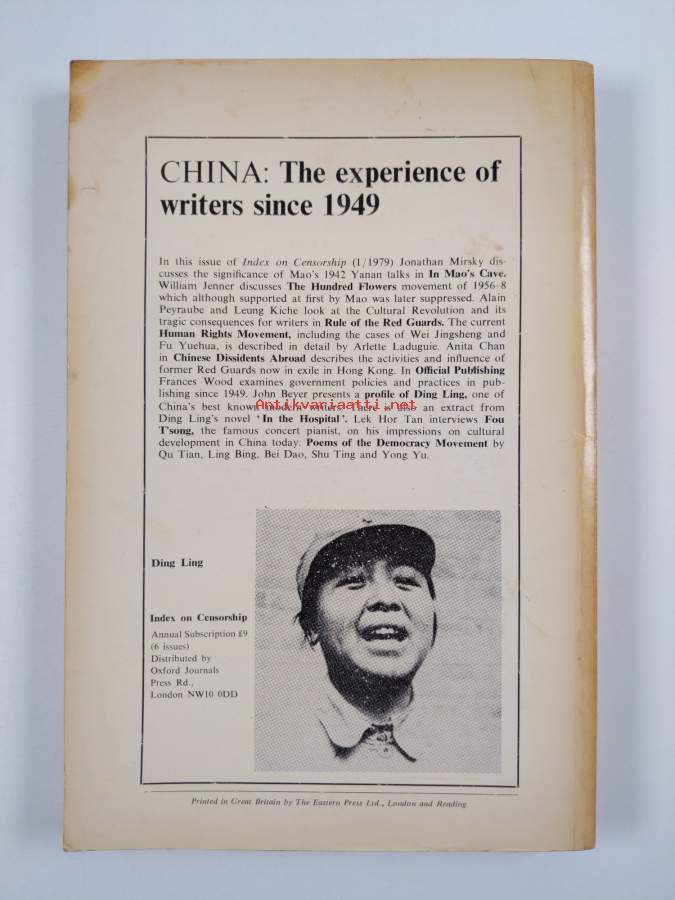 CHINA: The experience of
writers since 1949
In this issue of Index on Censorship (1/1979) Jonathan Mirsky dis-
cusses the significance of Mao's 1942 Yanan talks in In Mao's Cave.
William Jenner discusses The Hundred Flowers movement of 1956-8
which although supported at first by Mao was later suppressed. Alain
Peyraube and Leung Kiche look at the Cultural Revolution and its
tragic consequences for writers in Rule of the Red Guards. The current
Human Rights Movement, including the cases of Wei Jingsheng and
Fu Yuehua, is described in detail by Arlette Laduguie. Anita Chan
in Chinese Dissidents Abroad describes the activities and influence of
former Red Guards now in exile in Hong Kong. In Official Publishing
Frances Wood examines government policies and practices in pub-
lishing since 1949. John Beyer presents a profile of Ding Ling, one of
China's best known modern writers. There is also an extract from
Antikvariaatti.net
Ding Ling's novel 'In the Hospital'. Lek Hor Tan interviews Fou
T'song, the famous concert pianist, on his impressions on cultural
development in China today. Poems of the Democracy Movement by
Qu Tian, Ling Bing, Bei Dao, Shu Ting and Yong Yu.
Ding Ling
Index on Censorship
Annual Subscription £9
(6 issues)
Distributed by
Oxford Journals
Press Rd.,
London NW10 0DD
Printed in Great Britain by The Eastern Press Ltd., London and Reading